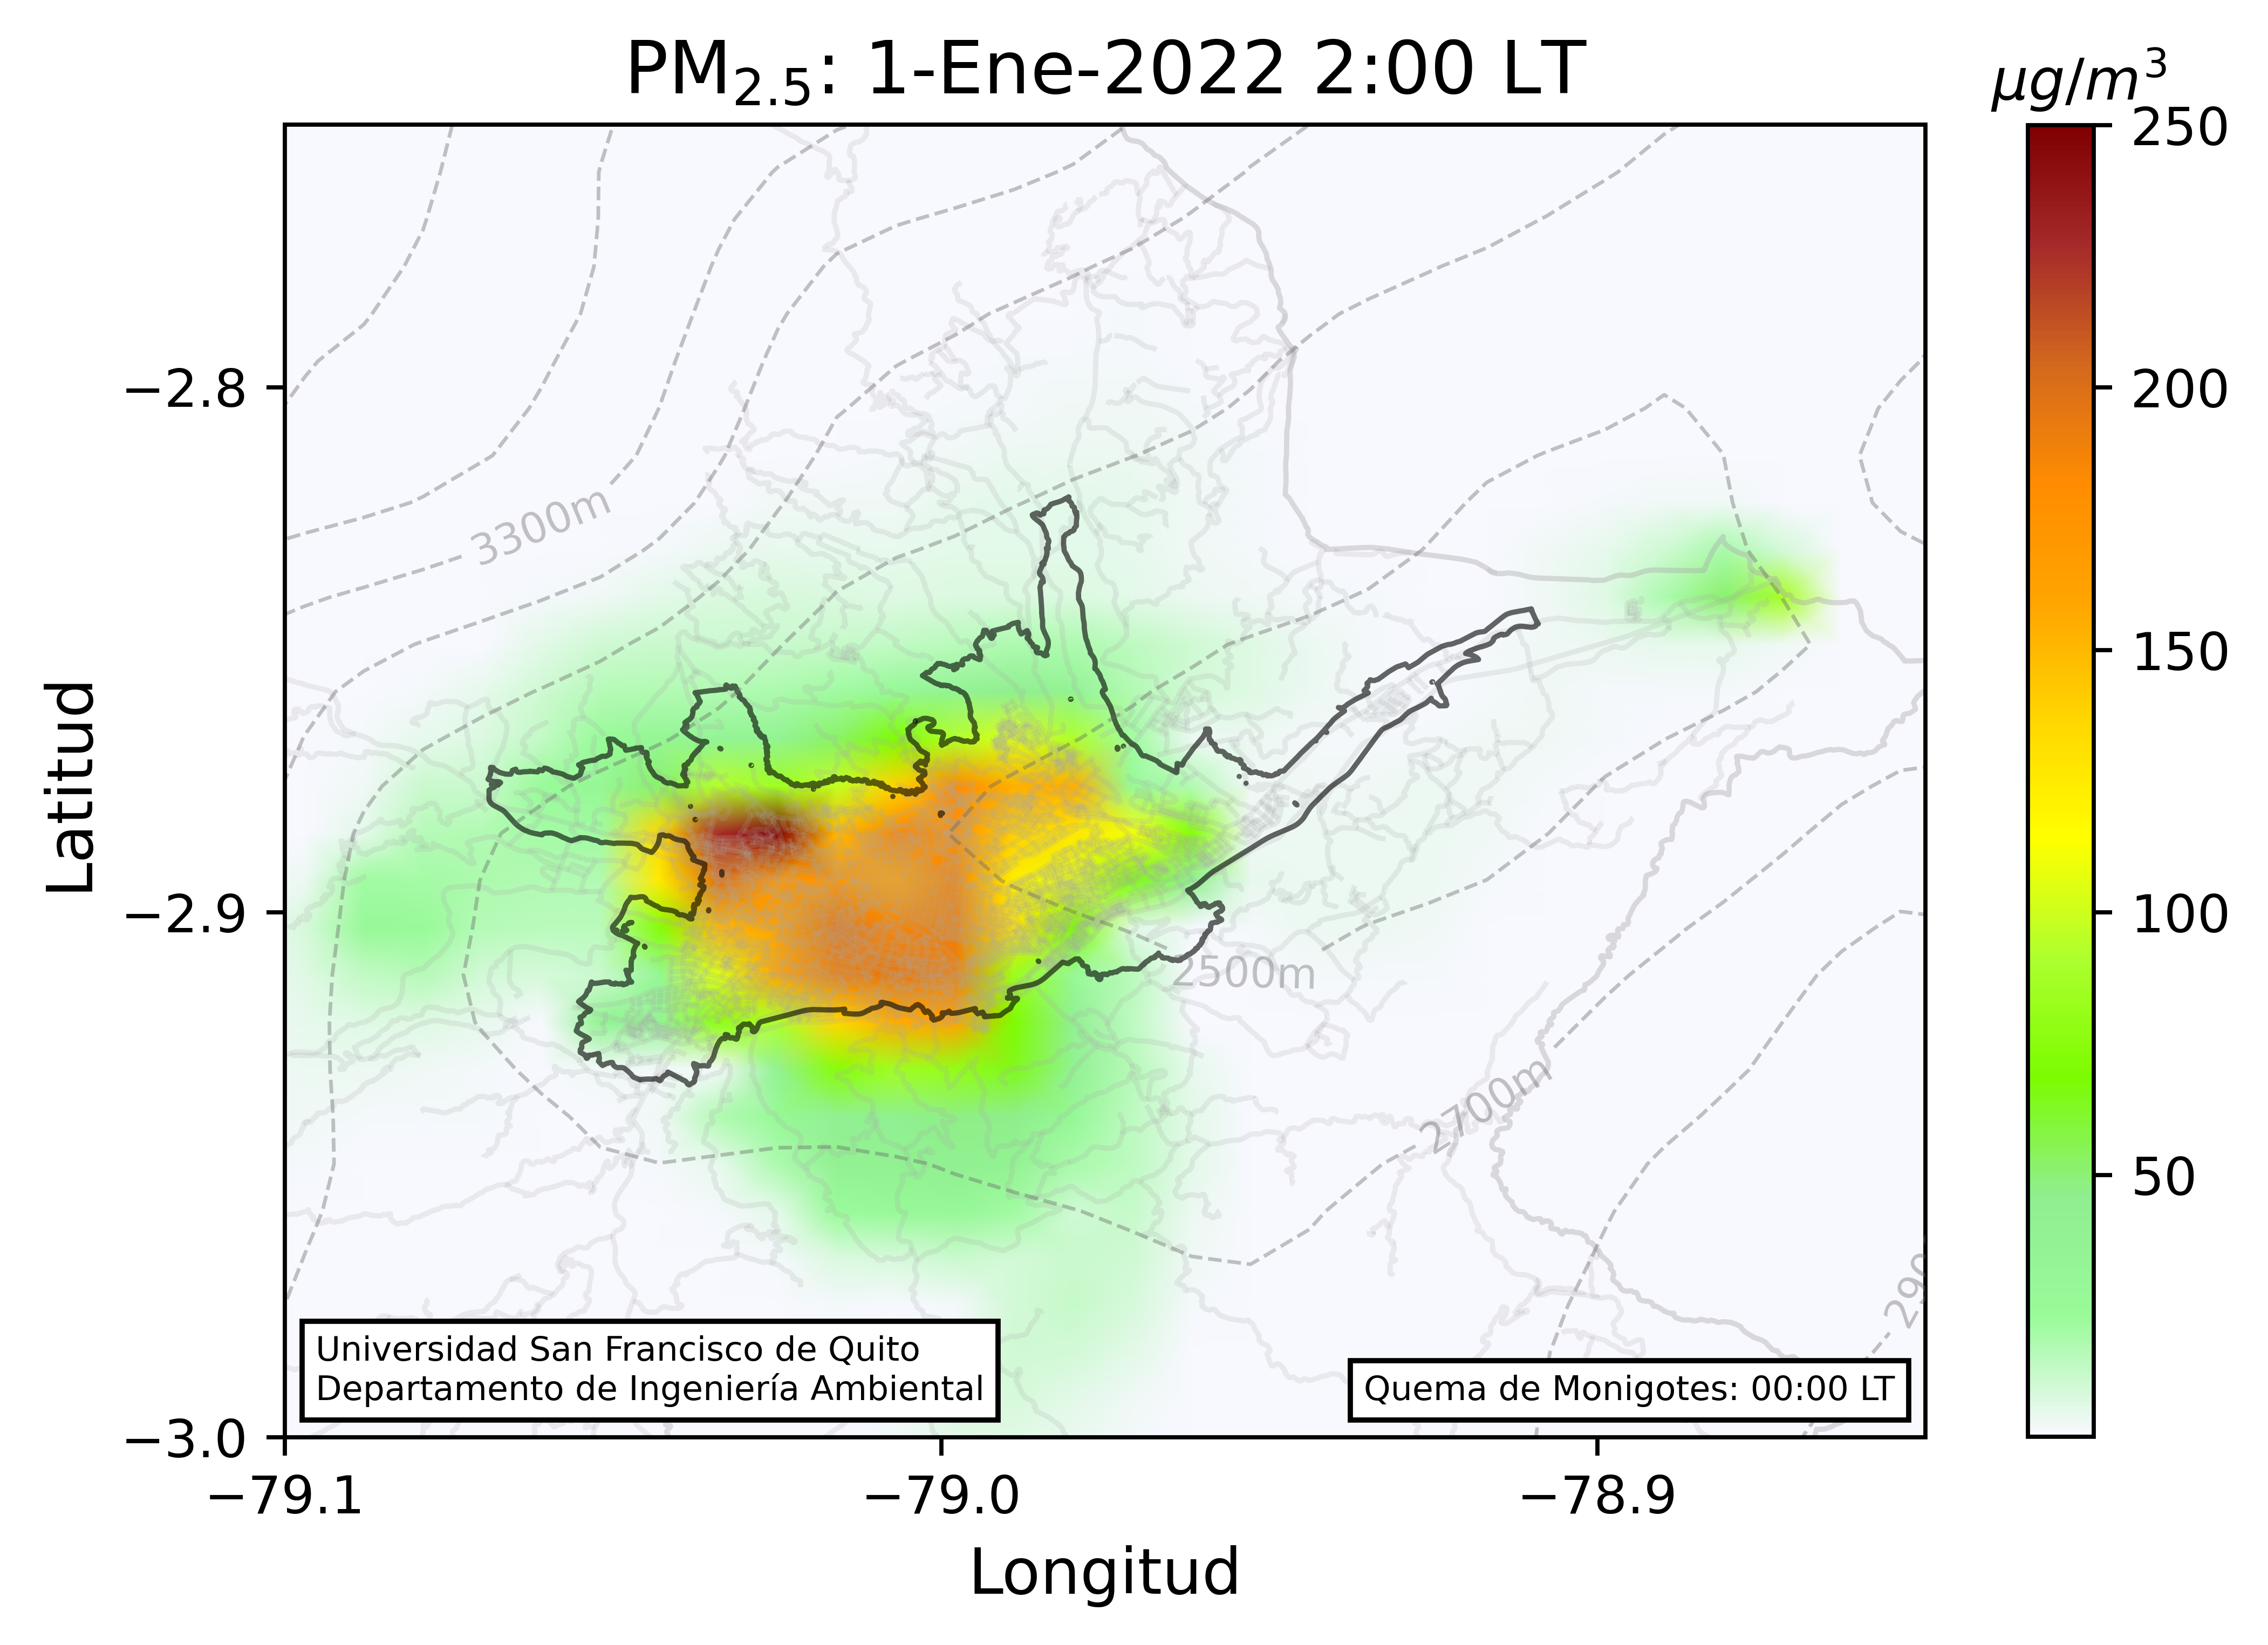 PM₂.₅: 1-Ene-2022 2:00 LT
μg/m³
250
200
150
100
50
−2.8
−2.9
−3.0
Latitud
3300m
2500m
2700m
Universidad San Francisco de Quito
Departamento de Ingeniería Ambiental
Quema de Monigotes: 00:00 LT
−79.1
−79.0
−78.9
Longitud